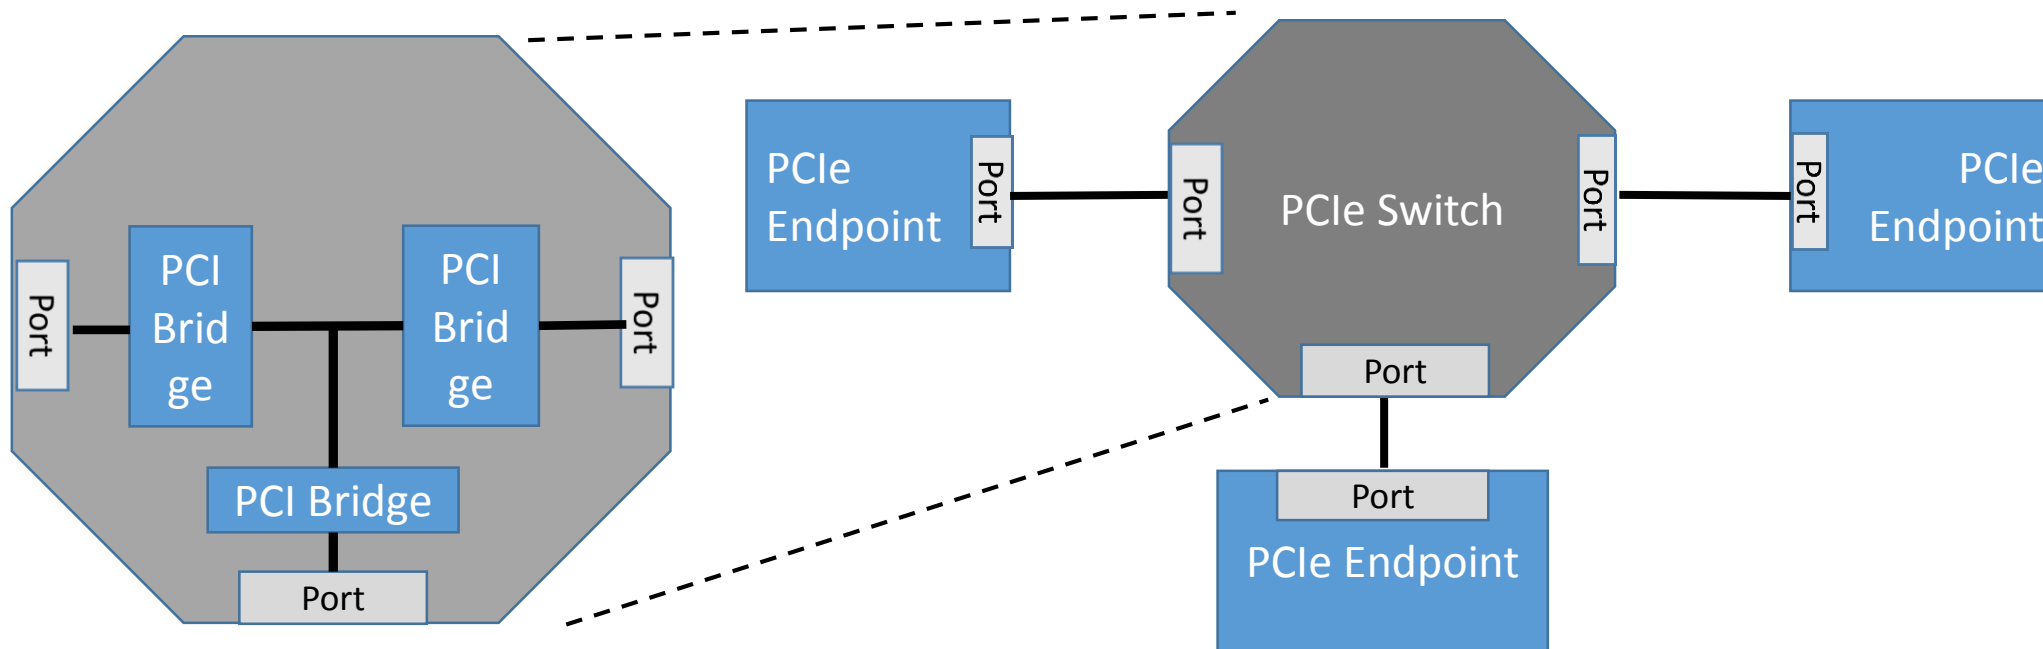 Port
PCI
Brid
ge
PCI
Brid
ge
Port
PCI Bridge
Port
PCIe
Endpoint
Port
Port
PCIe Switch
Port
Port
PCIe
Endpoint
Port
Port
PCIe Endpoint